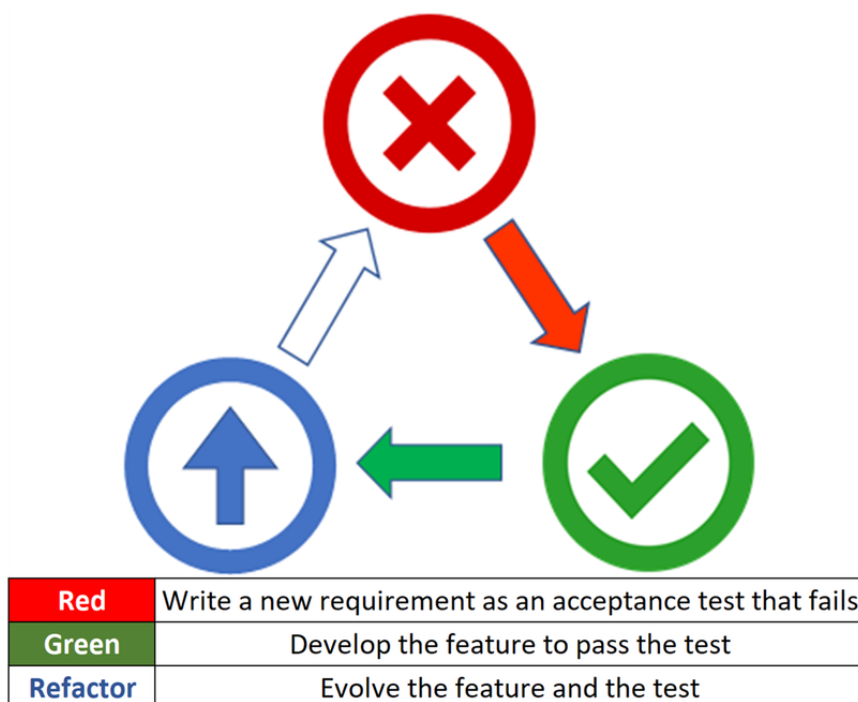 Red Write a new requirement as an acceptance test that fails
Green Develop the feature to pass the test
Refactor Evolve the feature and the test